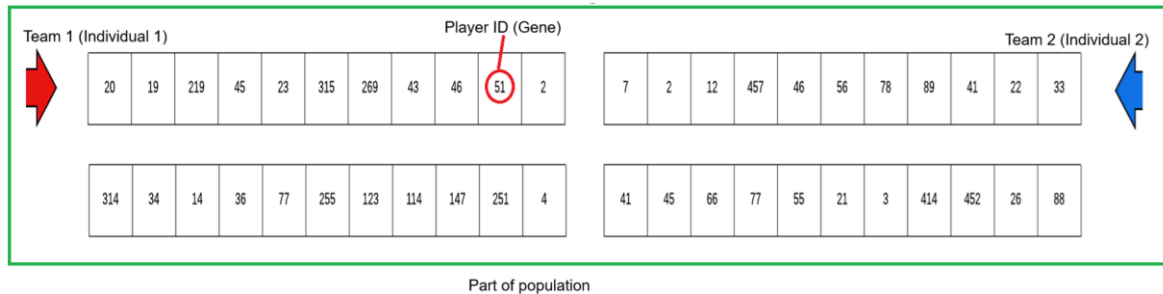 Team 1 (Individual 1)
Player ID (Gene)
Team 2 (Individual 2)
20 19 219 45 23 315 269 43 46 51 2
7 2 12 457 46 56 78 89 41 22 33
314 34 14 36 77 255 123 114 147 251 4
41 45 66 77 55 21 3 414 452 26 88
Part of population